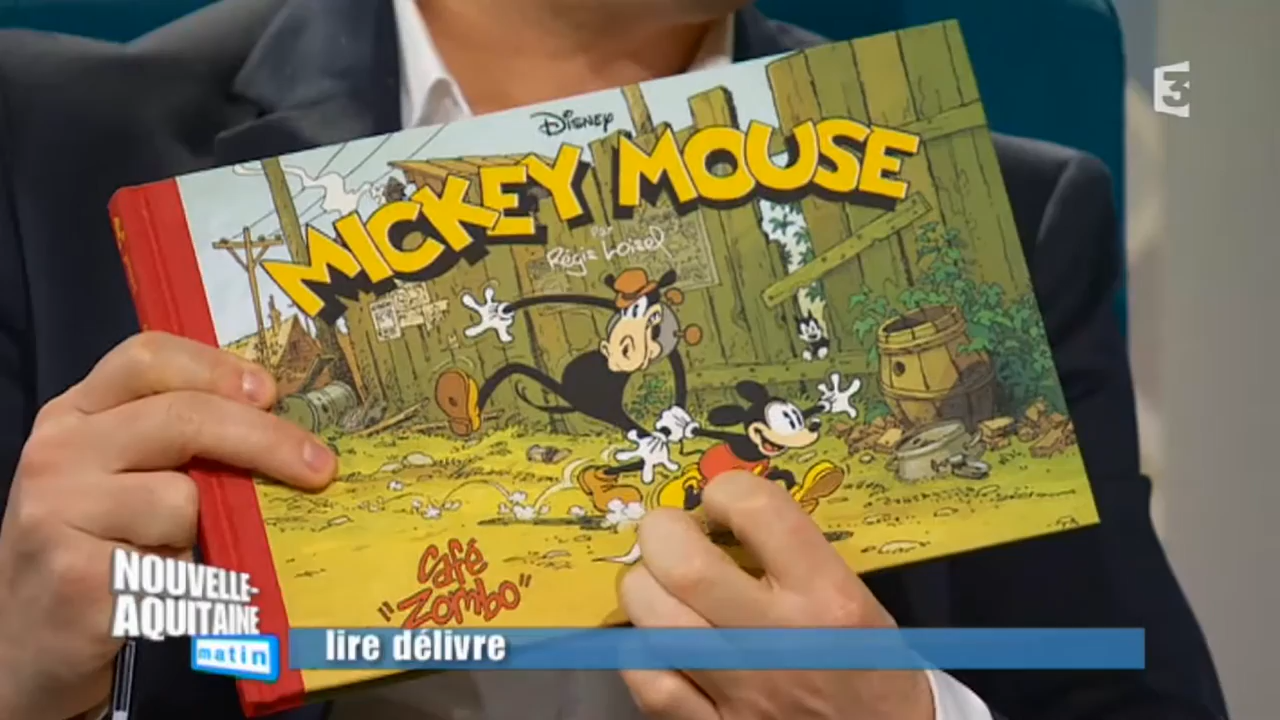 3
DISNEY
MICKEY MOUSE
Par
Régis Loisel
Café
"Zombo"
NOUVELLE-
AQUITAINE
matin
lire délivre